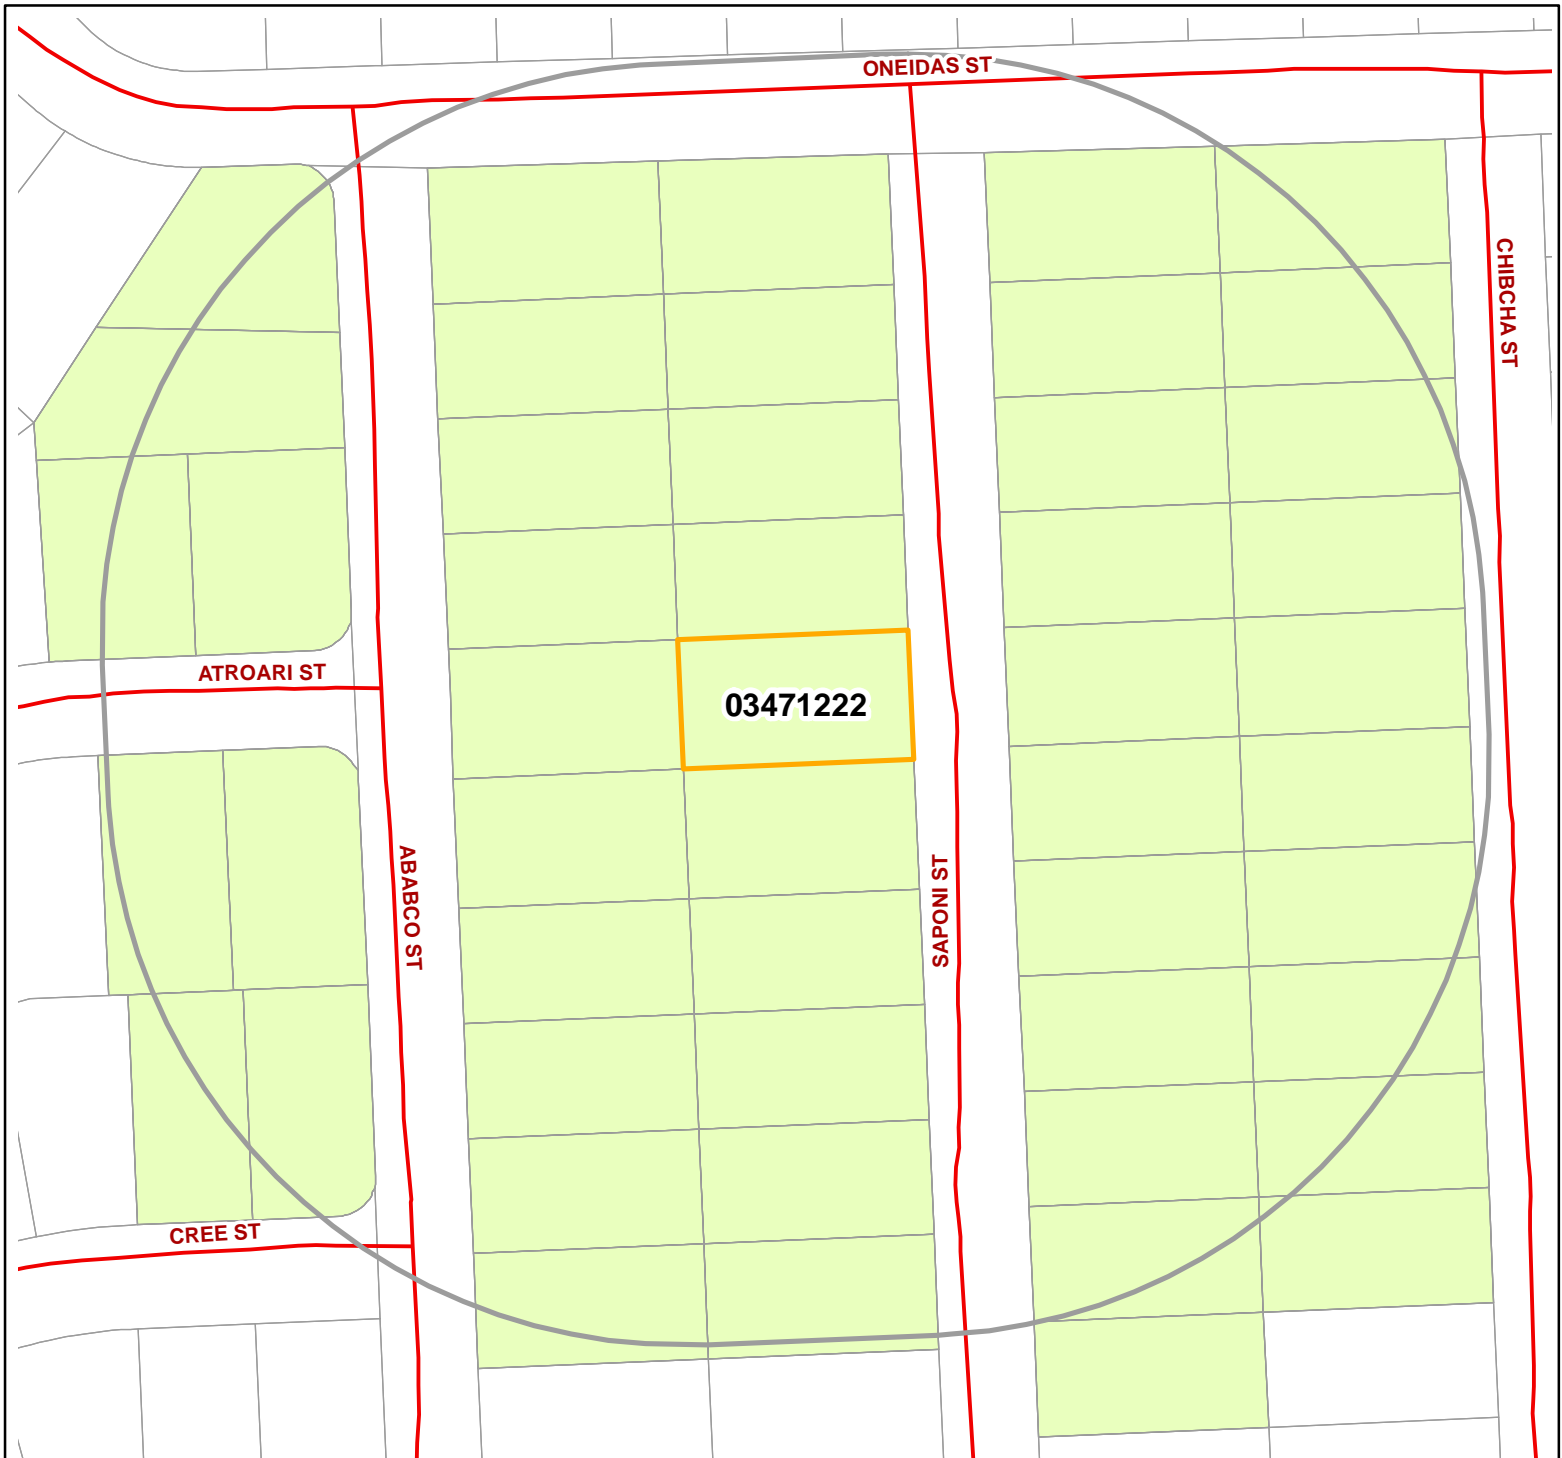 ONEIDAS ST
CHIBCHA ST
ATROARI ST
03471222
ABABCO ST
SAPONI ST
CREE ST